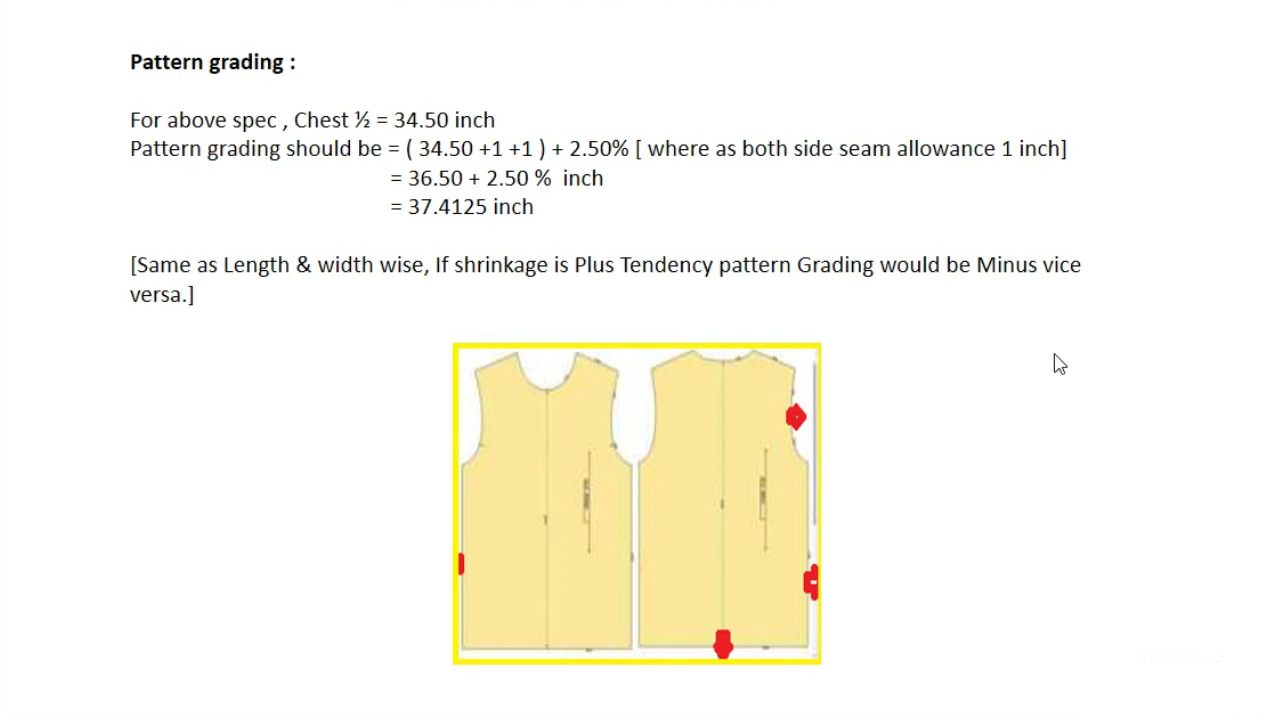 Pattern grading :
For above spec , Chest ½ = 34.50 inch
Pattern grading should be = ( 34.50 +1 +1 ) + 2.50% [ where as both side seam allowance 1 inch]
= 36.50 + 2.50 % inch
= 37.4125 inch
[Same as Length & width wise, If shrinkage is Plus Tendency pattern Grading would be Minus vice
versa.]